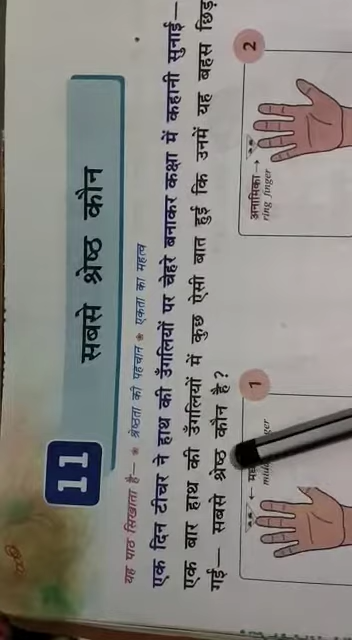 11
सबसे श्रेष्ठ कौन
यह पाठ सिखाता है— * श्रेष्ठता की पहचान * एकता का महत्व
एक दिन टीचर ने हाथ की उँगलियों पर चेहरे बनाकर कक्षा में कहानी सुनाई—
एक बार हाथ की उँगलियों में कुछ ऐसी बात हुई कि उनमें यह बहस छिड़
गई— सबसे श्रेष्ठ कौन है?
1
2
अनामिका
ring finger